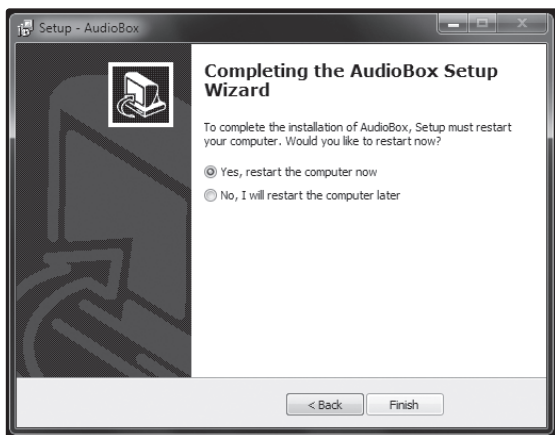 Setup - AudioBox
Completing the AudioBox Setup
Wizard
To complete the installation of AudioBox, Setup must restart
your computer. Would you like to restart now?
Yes, restart the computer now
No, I will restart the computer later
< Back
Finish